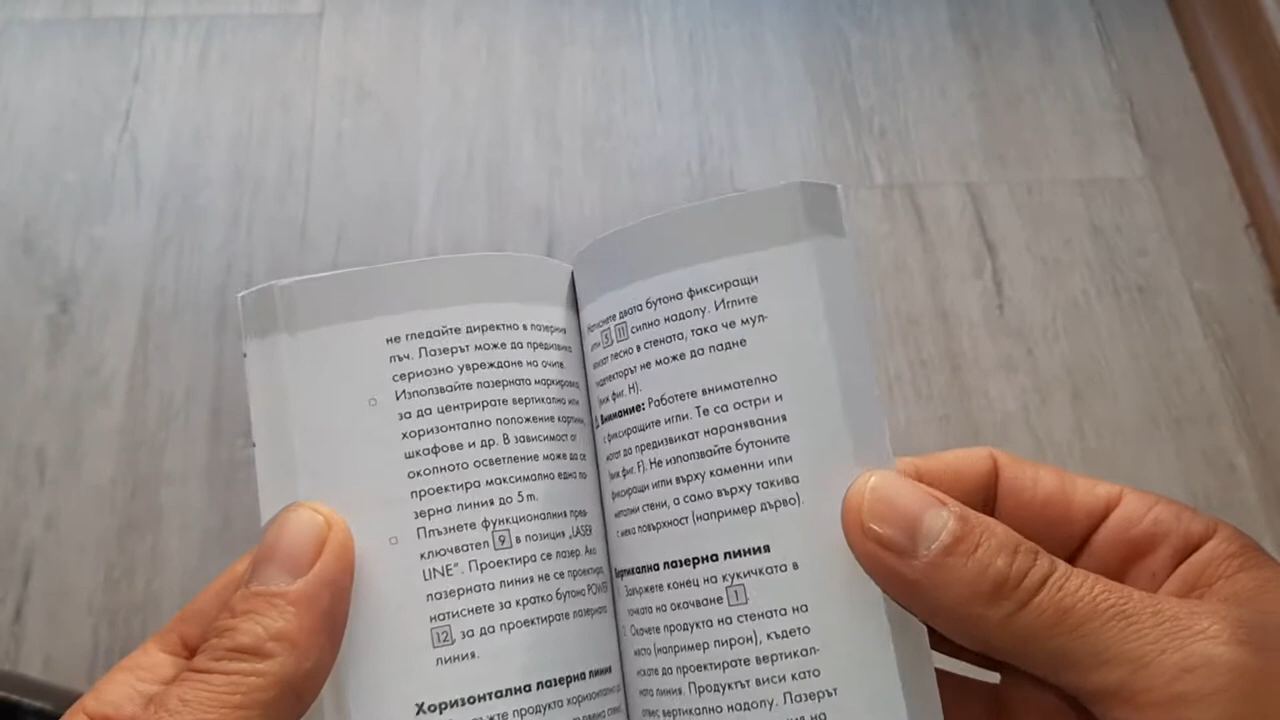 не гледайте директно в лазерния
лъч. Лазерът може да предизвика
сериозно увреждане на очите.
Използвайте лазерната маркировка,
за да центрирате вертикално или
хоризонтално положение картини,
шкафове и др. В зависимост от
околното осветление може да се
проектира максимално една ла-
зерна линия до 5 m.
Плъзнете функционалния прев-
ключвател 9 в позиция „LASER
LINE“. Проектира се лазер. Ако
лазерната линия не се проектира,
натиснете за кратко бутона POWER
12, за да проектирате лазерната
линия.
Хоризонтална лазерна линия
продукта хоризонтално
Натиснете двата бутона фиксиращи
игли 5, 11 силно надолу. Иглите
влизат лесно в стената, така че мул-
тидетекторът не може да падне
(виж фиг. H).
Внимание: Работете внимателно
с фиксиращите игли. Те са остри и
могат да предизвикат наранявания
(виж фиг. F). Не използвайте бутоните
фиксиращи игли върху каменни или
метални стени, а само върху такива
с мека повърхност (например дърво).
Вертикална лазерна линия
Завържете конец на кукичката в
точката на окачване 1.
2. Окачете продукта на стената на
място (например пирон), където
искате да проектирате вертикал-
ната линия. Продуктът виси като
отвес вертикално надолу. Лазерът
на